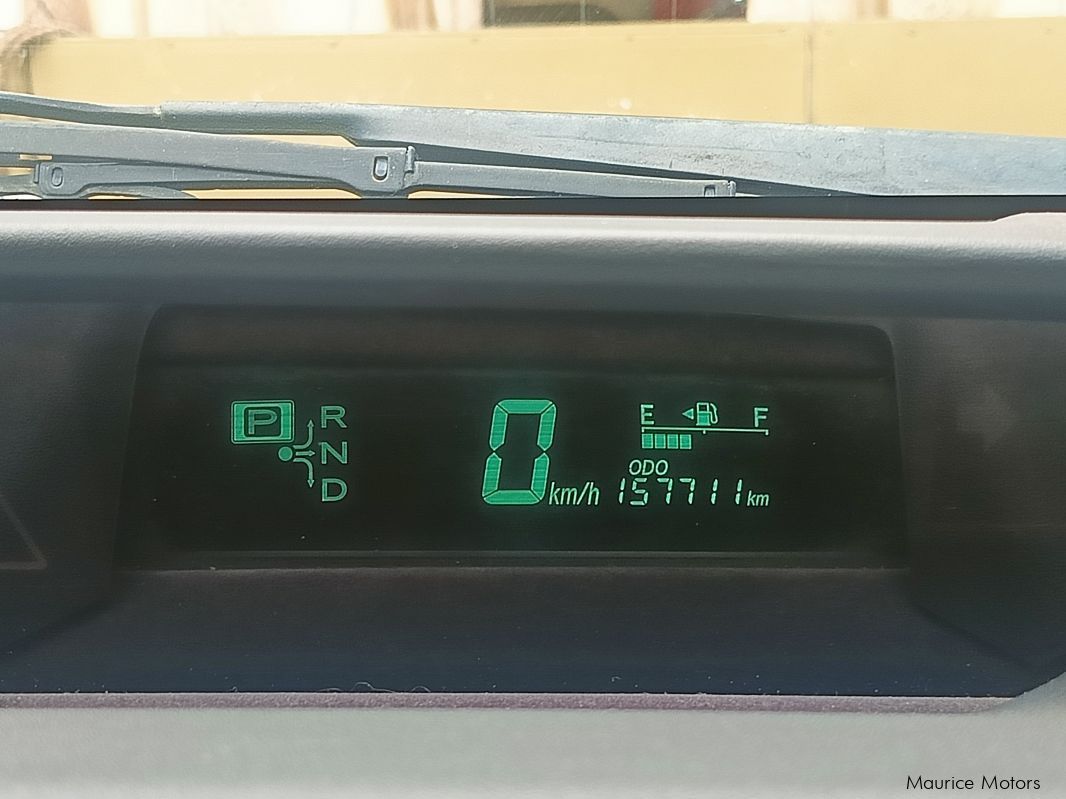 P R
N
D
0 km/h
E F
ODO
157711 km
Maurice Motors